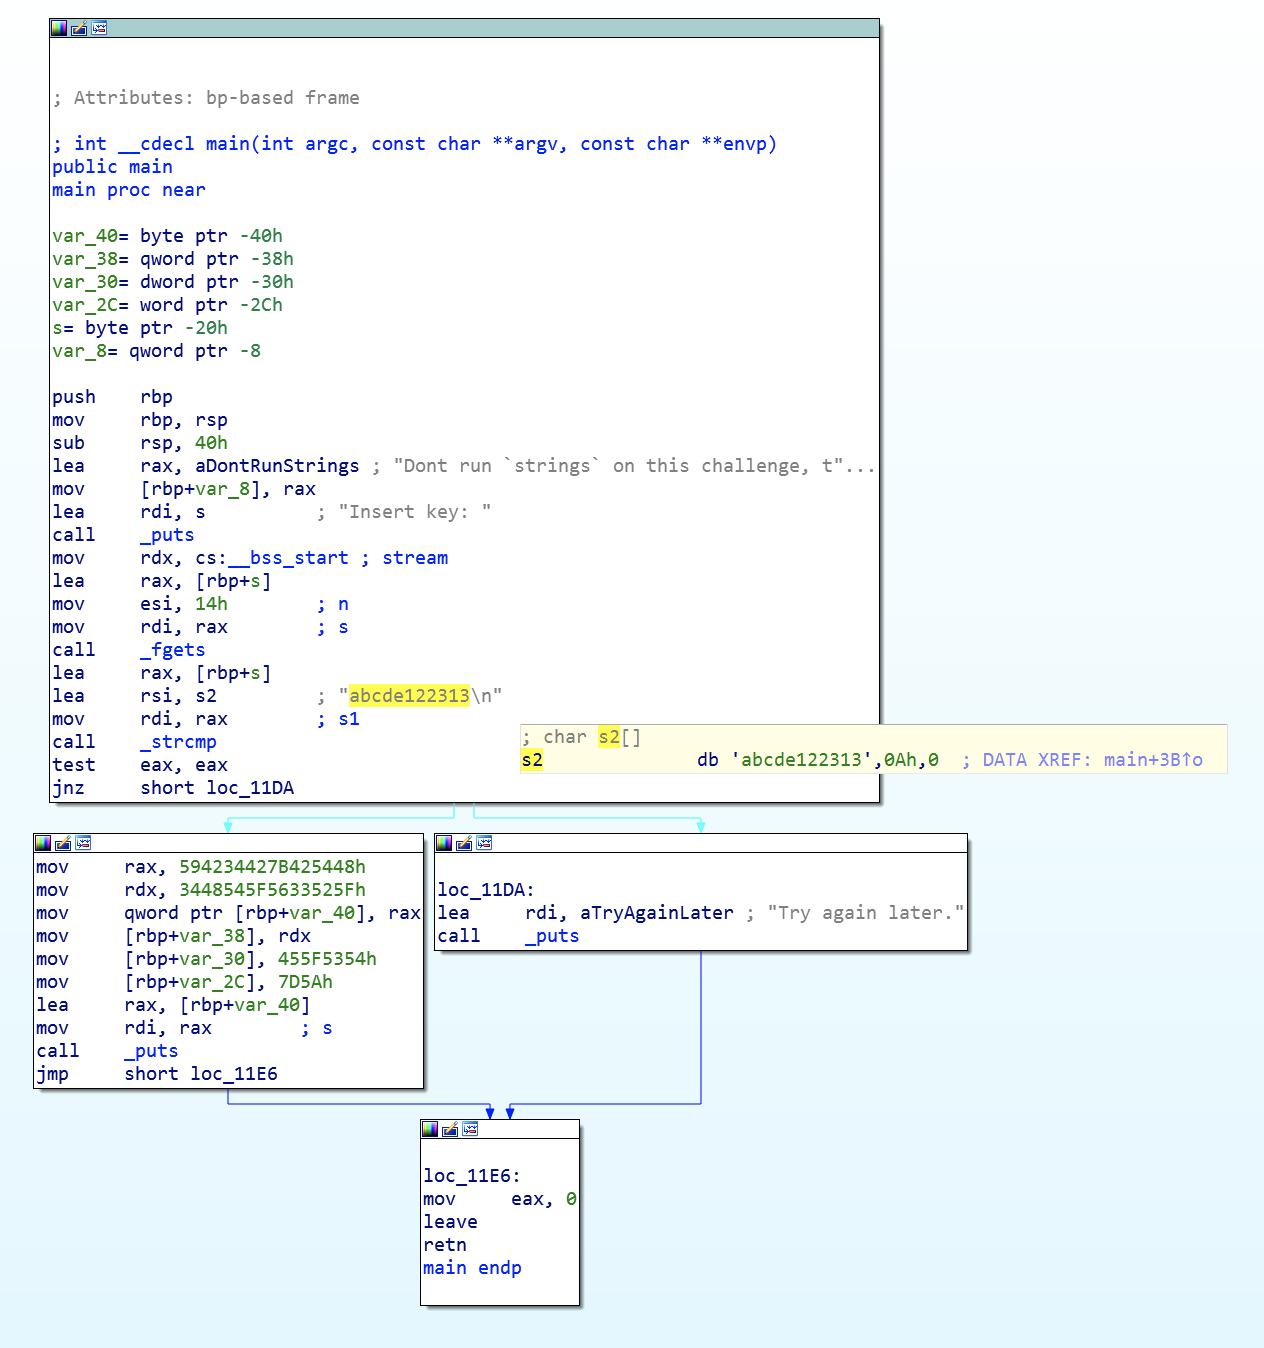 ; Attributes: bp-based frame
; int __cdecl main(int argc, const char **argv, const char **envp)
public main
main proc near
var_40= byte ptr -40h
var_38= qword ptr -38h
var_30= dword ptr -30h
var_2C= word ptr -2Ch
s= byte ptr -20h
var_8= qword ptr -8
push    rbp
mov     rbp, rsp
sub     rsp, 40h
lea     rax, aDontRunStrings ; "Dont run `strings` on this challenge, t"...
mov     [rbp+var_8], rax
lea     rdi, s          ; "Insert key: "
call    _puts
mov     rdx, cs:__bss_start ; stream
lea     rax, [rbp+s]
mov     esi, 14h        ; n
mov     rdi, rax        ; s
call    _fgets
lea     rax, [rbp+s]
lea     rsi, s2         ; "abcde122313\n"
mov     rdi, rax        ; s1
call    _strcmp
test    eax, eax
jnz     short loc_11DA
; char s2[]
s2              db 'abcde122313',0Ah,0  ; DATA XREF: main+3B↑o
mov     rax, 594234427B425448h
mov     rdx, 3448545F5633525Fh
mov     qword ptr [rbp+var_40], rax
mov     [rbp+var_38], rdx
mov     [rbp+var_30], 455F5354h
mov     [rbp+var_2C], 7D5Ah
lea     rax, [rbp+var_40]
mov     rdi, rax        ; s
call    _puts
jmp     short loc_11E6
loc_11DA:
lea     rdi, aTryAgainLater ; "Try again later."
call    _puts
loc_11E6:
mov     eax, 0
leave
retn
main endp